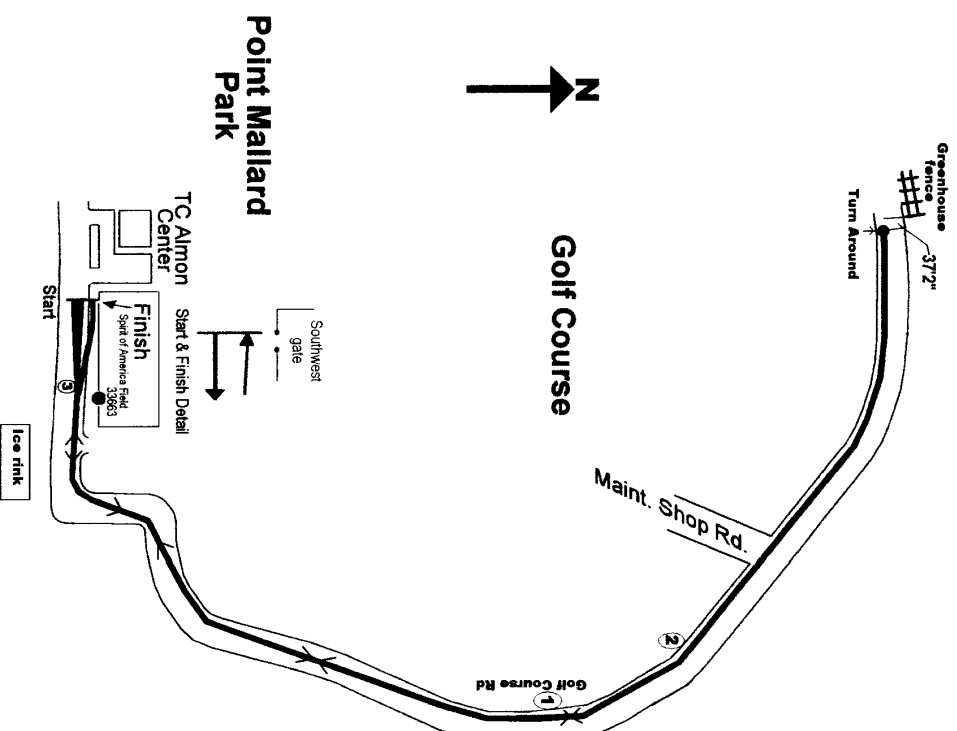 Point Mallard
Park
N
Greenhouse
fence
37'2"
Turn Around
Golf Course
TC Almon
Center
Southwest
gate
Start & Finish Detail
Finish
Spirit of America Field
33663
Start
3
Ice rink
Maint. Shop Rd.
2
Golf Course Rd
1